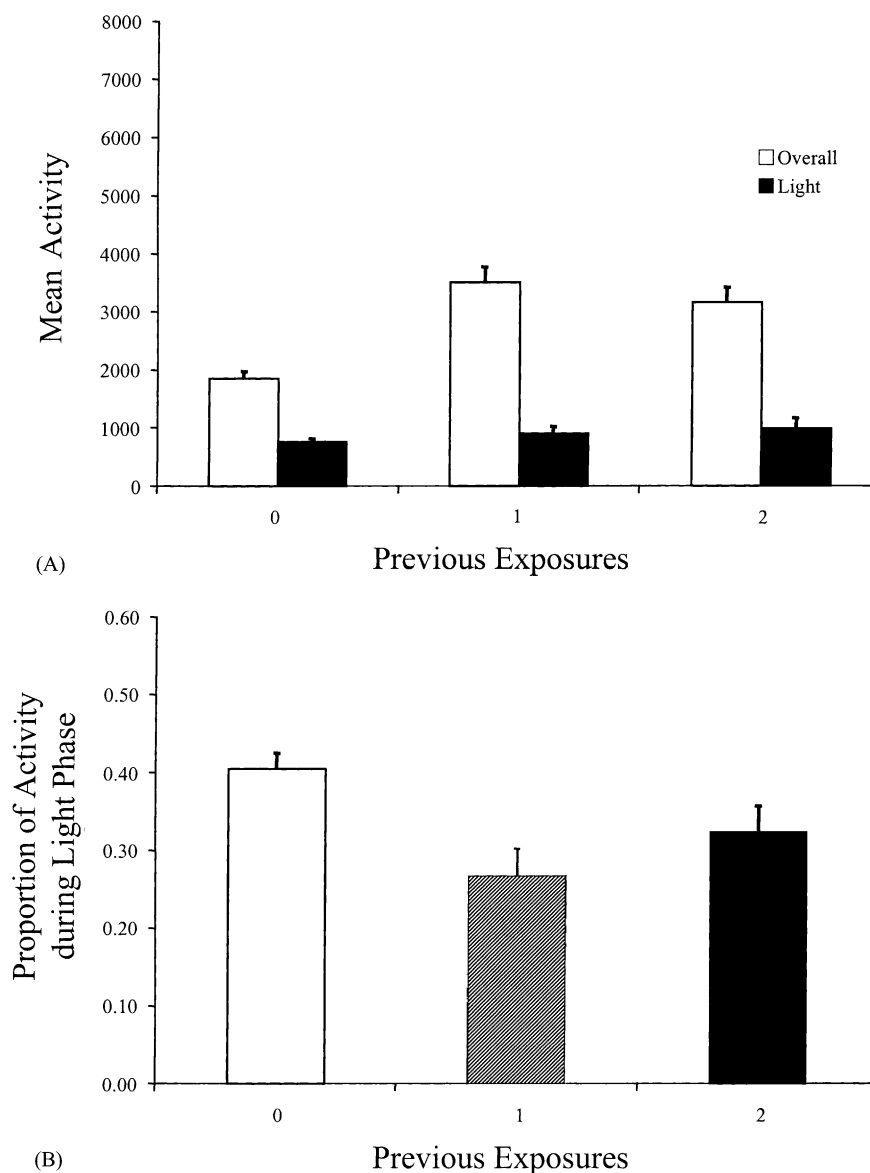 8000
7000
6000
5000
4000
3000
2000
1000
0
Mean Activity
Overall
Light
0 1 2
(A) Previous Exposures
0.60
0.50
0.40
0.30
0.20
0.10
0.00
Proportion of Activity
during Light Phase
0 1 2
(B) Previous Exposures